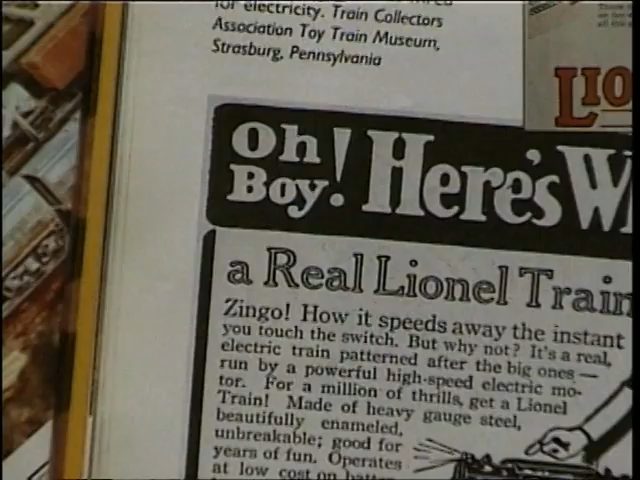 for electricity. Train Collectors
Association Toy Train Museum,
Strasburg, Pennsylvania
LIO
Oh Boy! Here's W
a Real Lionel Train
Zingo! How it speeds away the instant
you touch the switch. But why not? It's a real,
electric train patterned after the big ones—
run by a powerful high-speed electric mo-
tor. For a million of thrills, get a Lionel
Train! Made of heavy gauge steel,
beautifully enameled,
unbreakable; good for
years of fun. Operates
at low cost on batt